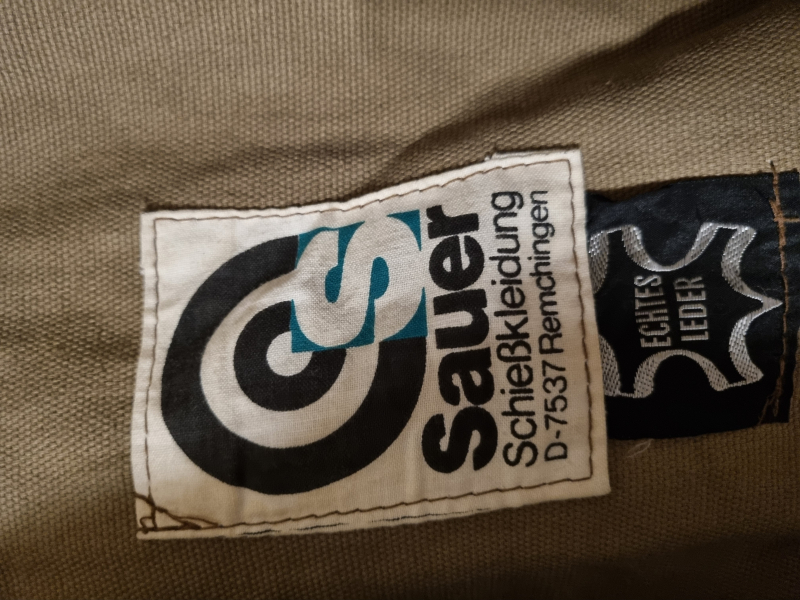 S
Sauer
Schießkleidung
D-7537 Remchingen
ECHTES
LEDER